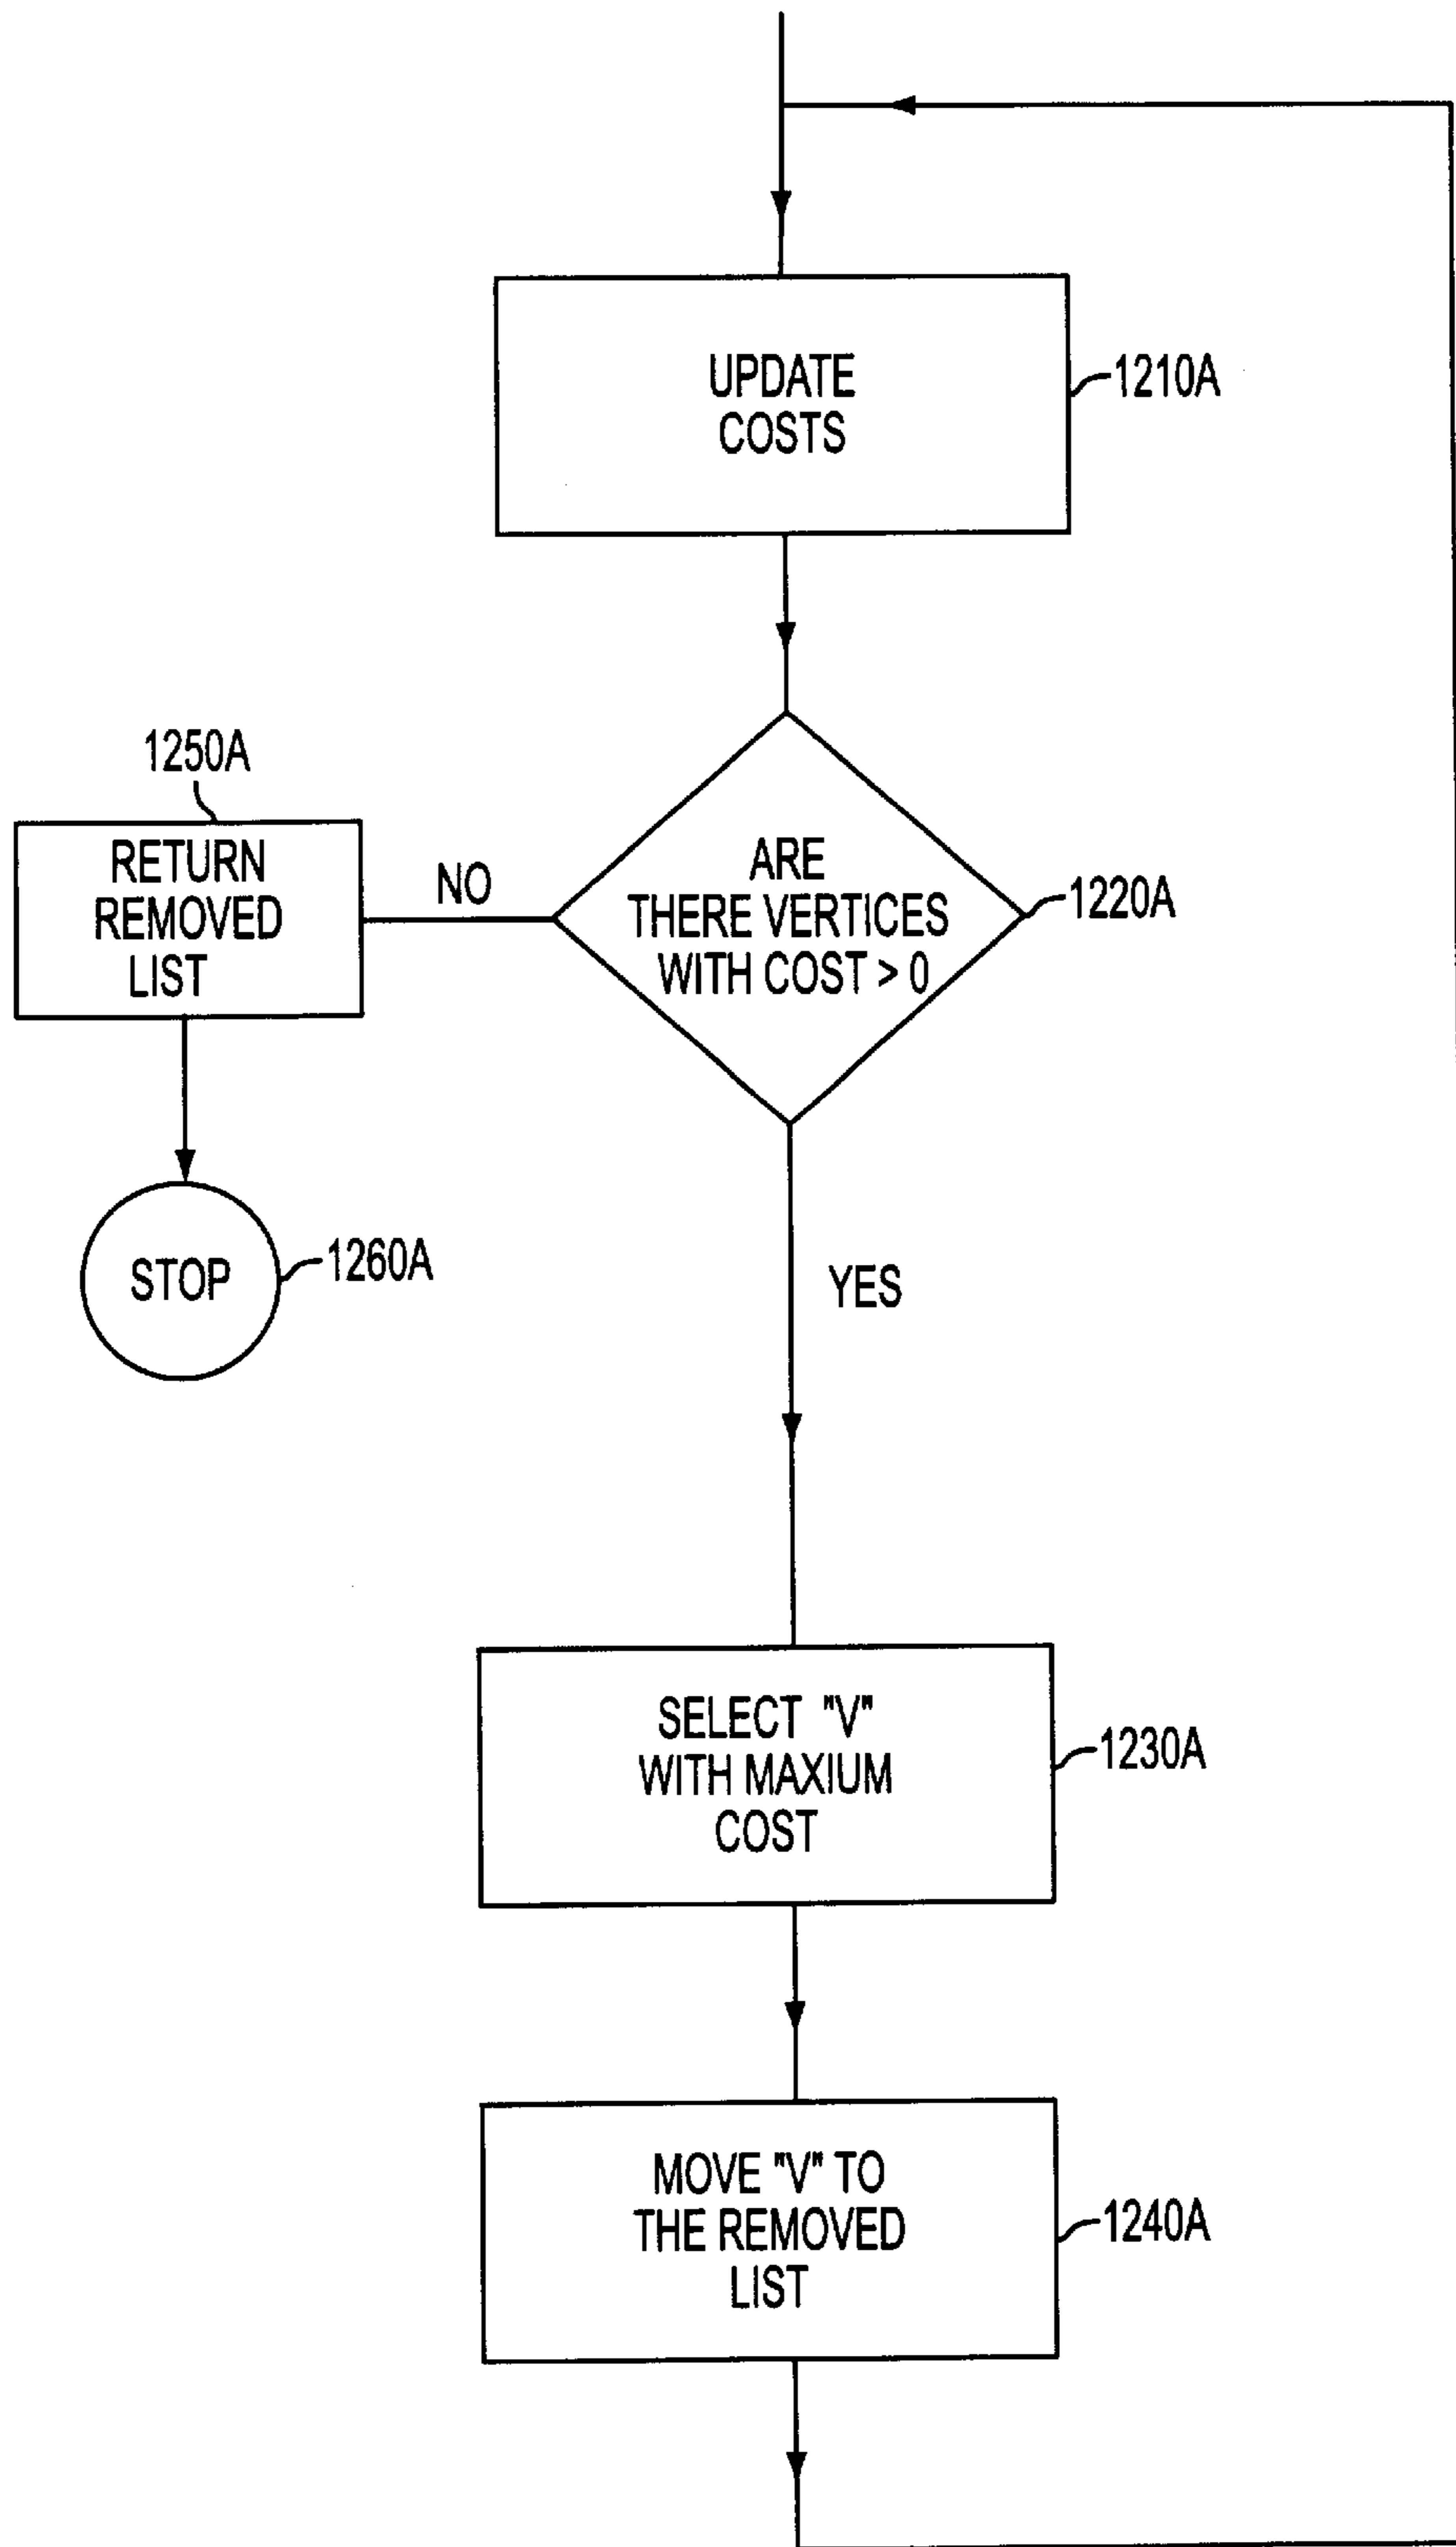 UPDATE
COSTS
1210A
1250A
RETURN
REMOVED
LIST
NO
ARE
THERE VERTICES
WITH COST > 0
1220A
STOP
1260A
YES
SELECT "V"
WITH MAXIUM
COST
1230A
MOVE "V" TO
THE REMOVED
LIST
1240A